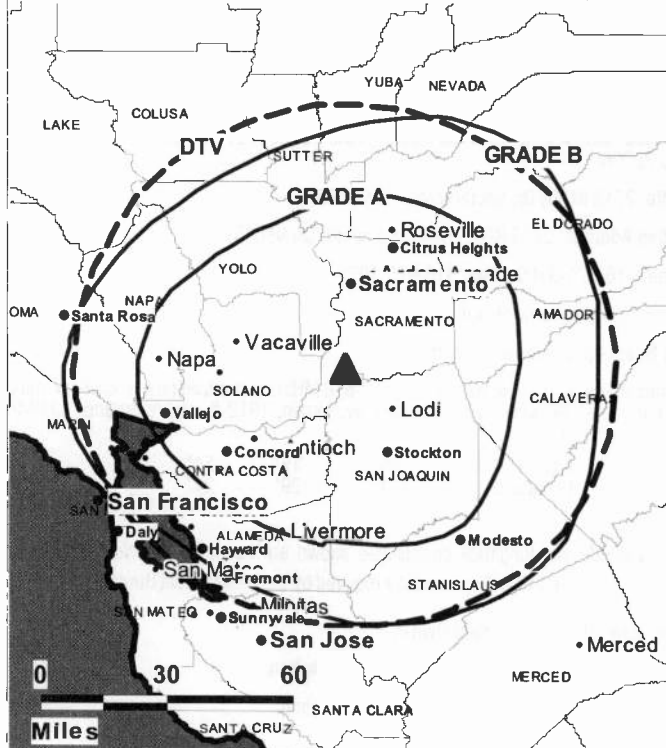 YUBA
NEVADA
COLUSA
LAKE
DTV
SUTTER
GRADE B
GRADE A
EL DORADO
Roseville
Citrus Heights
YOLO
Arden-Arcade
Sacramento
NAPA
OMA
Santa Rosa
SACRAMENTO
AMADOR
Vacaville
Napa
SOLANO
CALAVERAS
Lodi
Vallejo
MARIN
Concord
ntioch
Stockton
CONTRA COSTA
SAN JOAQUIN
San Francisco
SAN
Daly
ALAMEDA
Livermore
Modesto
Hayward
San Mateo
Fremont
STANISLAUS
SAN MATEO
Milpitas
Sunnyvale
San Jose
Merced
0 30 60
MERCED
SANTA CLARA
Miles
SANTA CRUZ